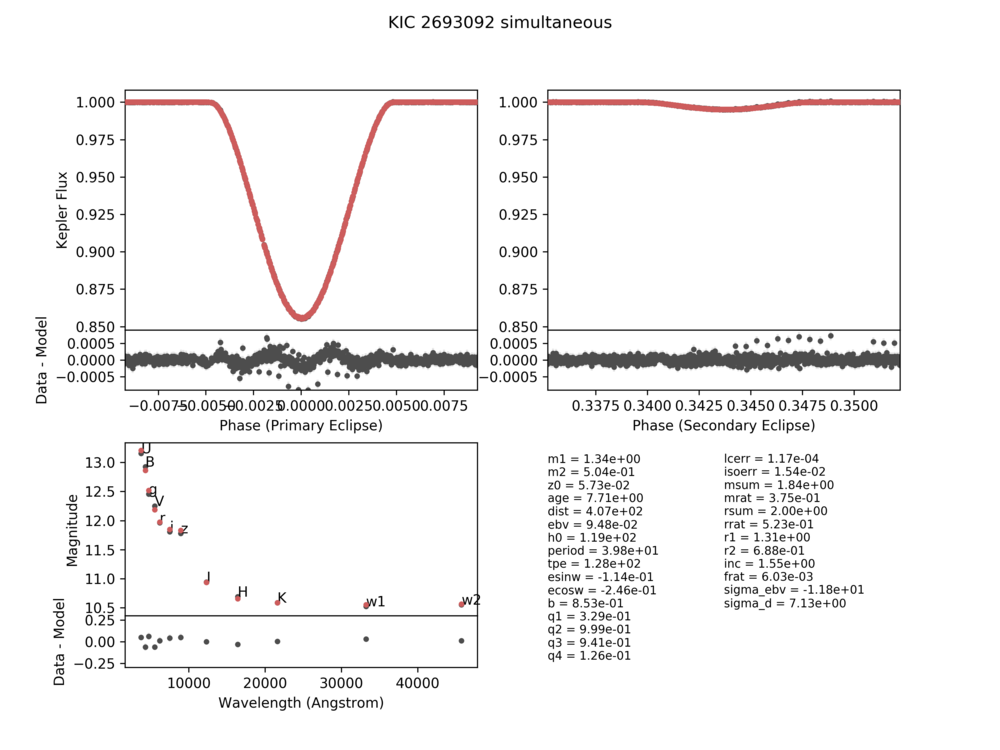 KIC 2693092 simultaneous
1.000
0.975
0.950
0.925
0.900
0.875
0.850
Kepler Flux
0.0005
0.0000
−0.0005
Data - Model
−0.0075 −0.0050 −0.0025 0.0000 0.0025 0.0050 0.0075
Phase (Primary Eclipse)
1.000
0.975
0.950
0.925
0.900
0.875
0.850
0.0005
0.0000
−0.0005
0.3375 0.3400 0.3425 0.3450 0.3475 0.3500
Phase (Secondary Eclipse)
13.0
12.5
12.0
11.5
11.0
10.5
Magnitude
U
B
g
V
r
i
z
J
H
K
w1
w2
0.25
0.00
−0.25
Data - Model
10000 20000 30000 40000
Wavelength (Angstrom)
m1 = 1.34e+00
m2 = 5.04e-01
z0 = 5.73e-02
age = 7.71e+00
dist = 4.07e+02
ebv = 9.48e-02
h0 = 1.19e+02
period = 3.98e+01
tpe = 1.28e+02
esinw = -1.14e-01
ecosw = -2.46e-01
b = 8.53e-01
q1 = 3.29e-01
q2 = 9.99e-01
q3 = 9.41e-01
q4 = 1.26e-01
lcerr = 1.17e-04
isoerr = 1.54e-02
msum = 1.84e+00
mrat = 3.75e-01
rsum = 2.00e+00
rrat = 5.23e-01
r1 = 1.31e+00
r2 = 6.88e-01
inc = 1.55e+00
frat = 6.03e-03
sigma_ebv = -1.18e+01
sigma_d = 7.13e+00